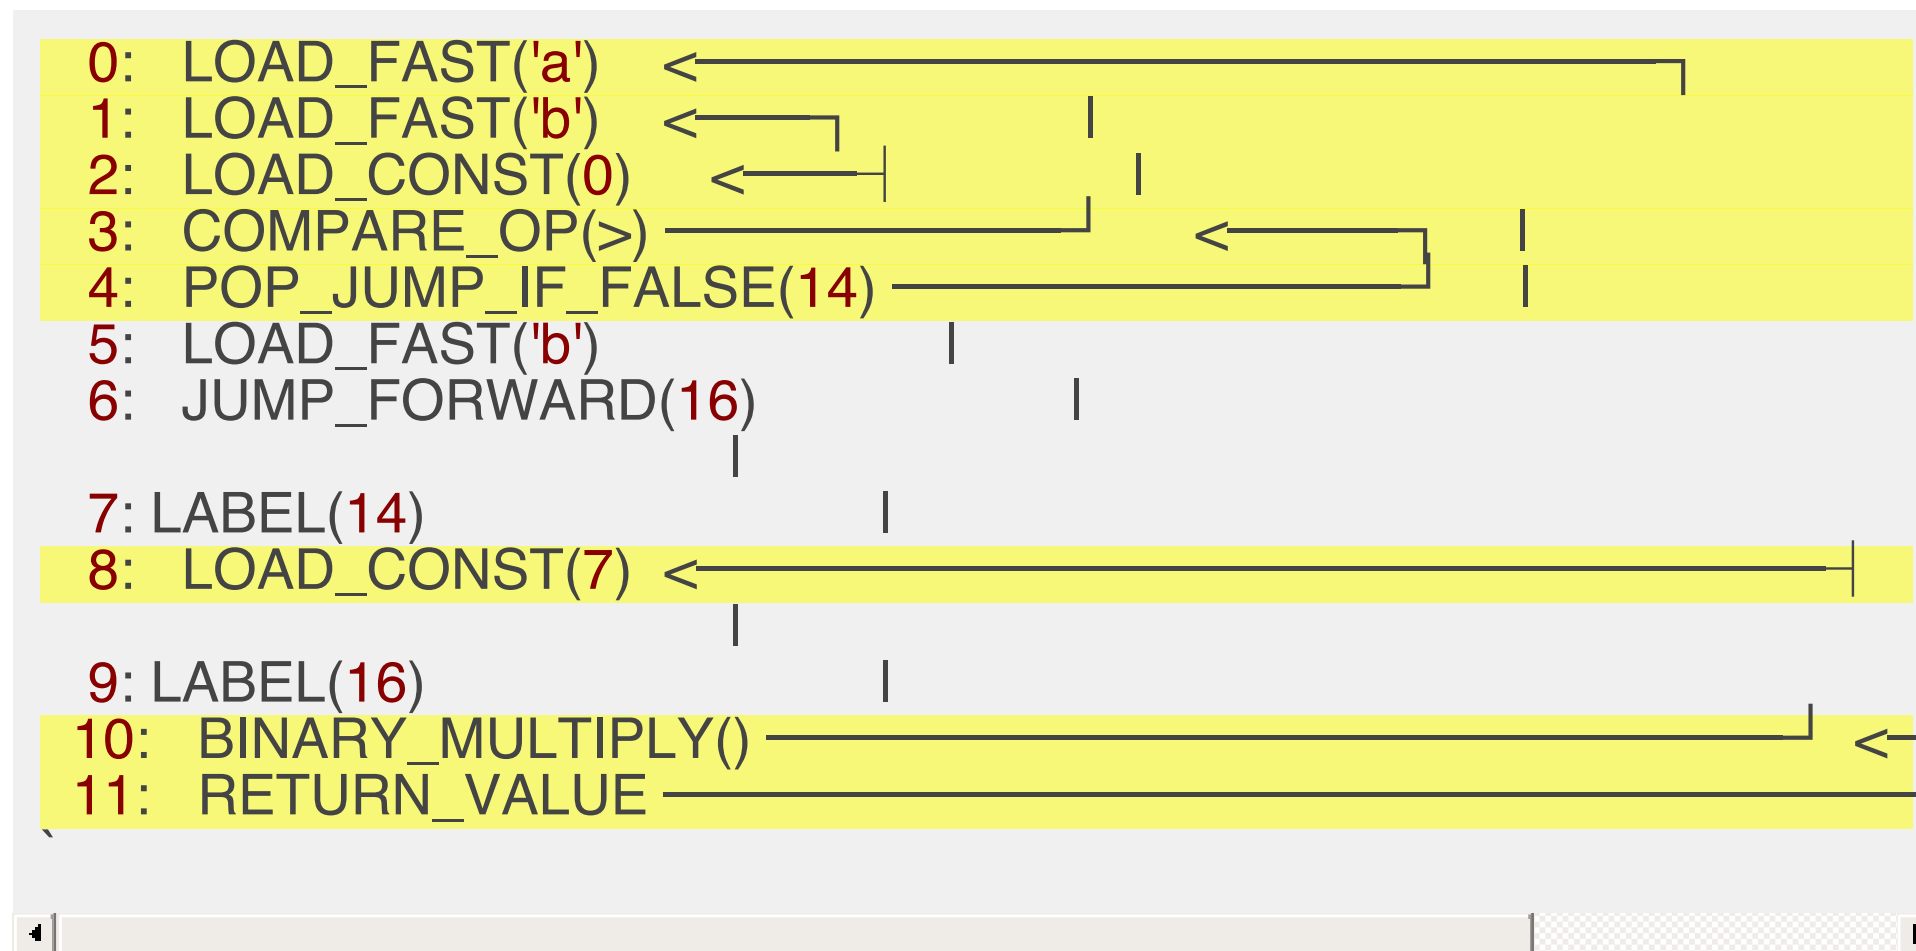 0: LOAD_FAST('a') <
1: LOAD_FAST('b') <
2: LOAD_CONST(0) <
3: COMPARE_OP(>) <
4: POP_JUMP_IF_FALSE(14)
5: LOAD_FAST('b')
6: JUMP_FORWARD(16)
7: LABEL(14)
8: LOAD_CONST(7) <
9: LABEL(16)
10: BINARY_MULTIPLY() <
11: RETURN_VALUE
`